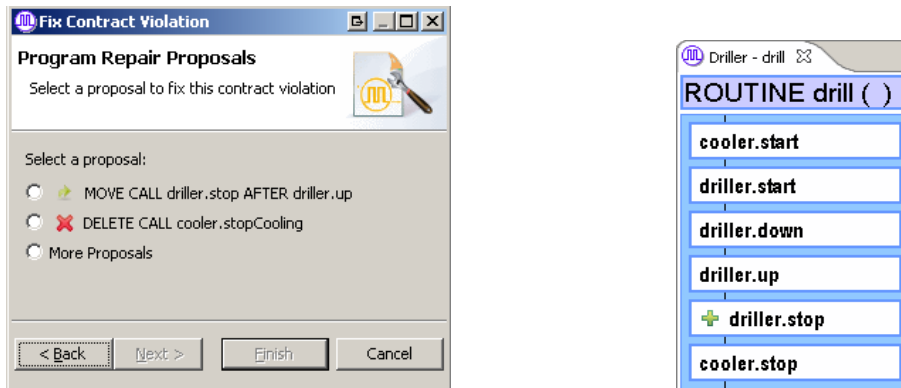 Fix Contract Violation
Program Repair Proposals
Select a proposal to fix this contract violation
Select a proposal:
MOVE CALL driller.stop AFTER driller.up
DELETE CALL cooler.stopCooling
More Proposals
< Back
Next >
Finish
Cancel
Driller - drill
ROUTINE drill ( )
cooler.start
driller.start
driller.down
driller.up
driller.stop
cooler.stop